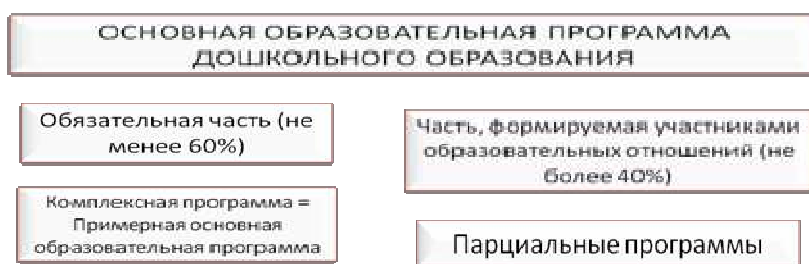 ОСНОВНАЯ ОБРАЗОВАТЕЛЬНАЯ ПРОГРАММА
ДОШКОЛЬНОГО ОБРАЗОВАНИЯ
Обязательная часть (не
менее 60%)
Часть, формируемая участниками
образовательных отношений (не
более 40%)
Комплексная программа =
Примерная основная
образовательная программа
Парциальные программы